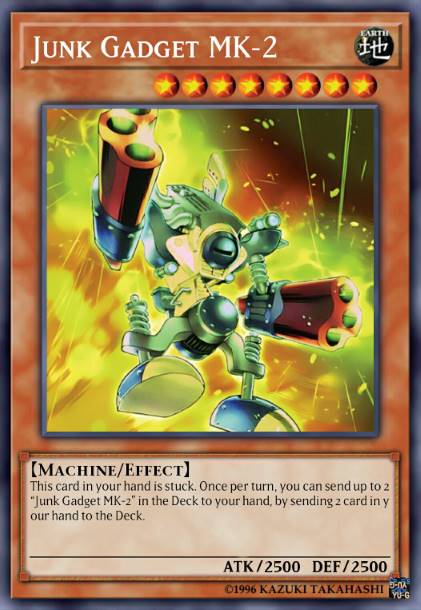 JUNK GADGET MK-2
EARTH
地
[MACHINE/EFFECT]
This card in your hand is stuck. Once per turn, you can send up to 2
"Junk Gadget MK-2" in the Deck to your hand, by sending 2 card in y
our hand to the Deck.
ATK/2500 DEF/2500
©1996 KAZUKI TAKAHASHI
YU-G